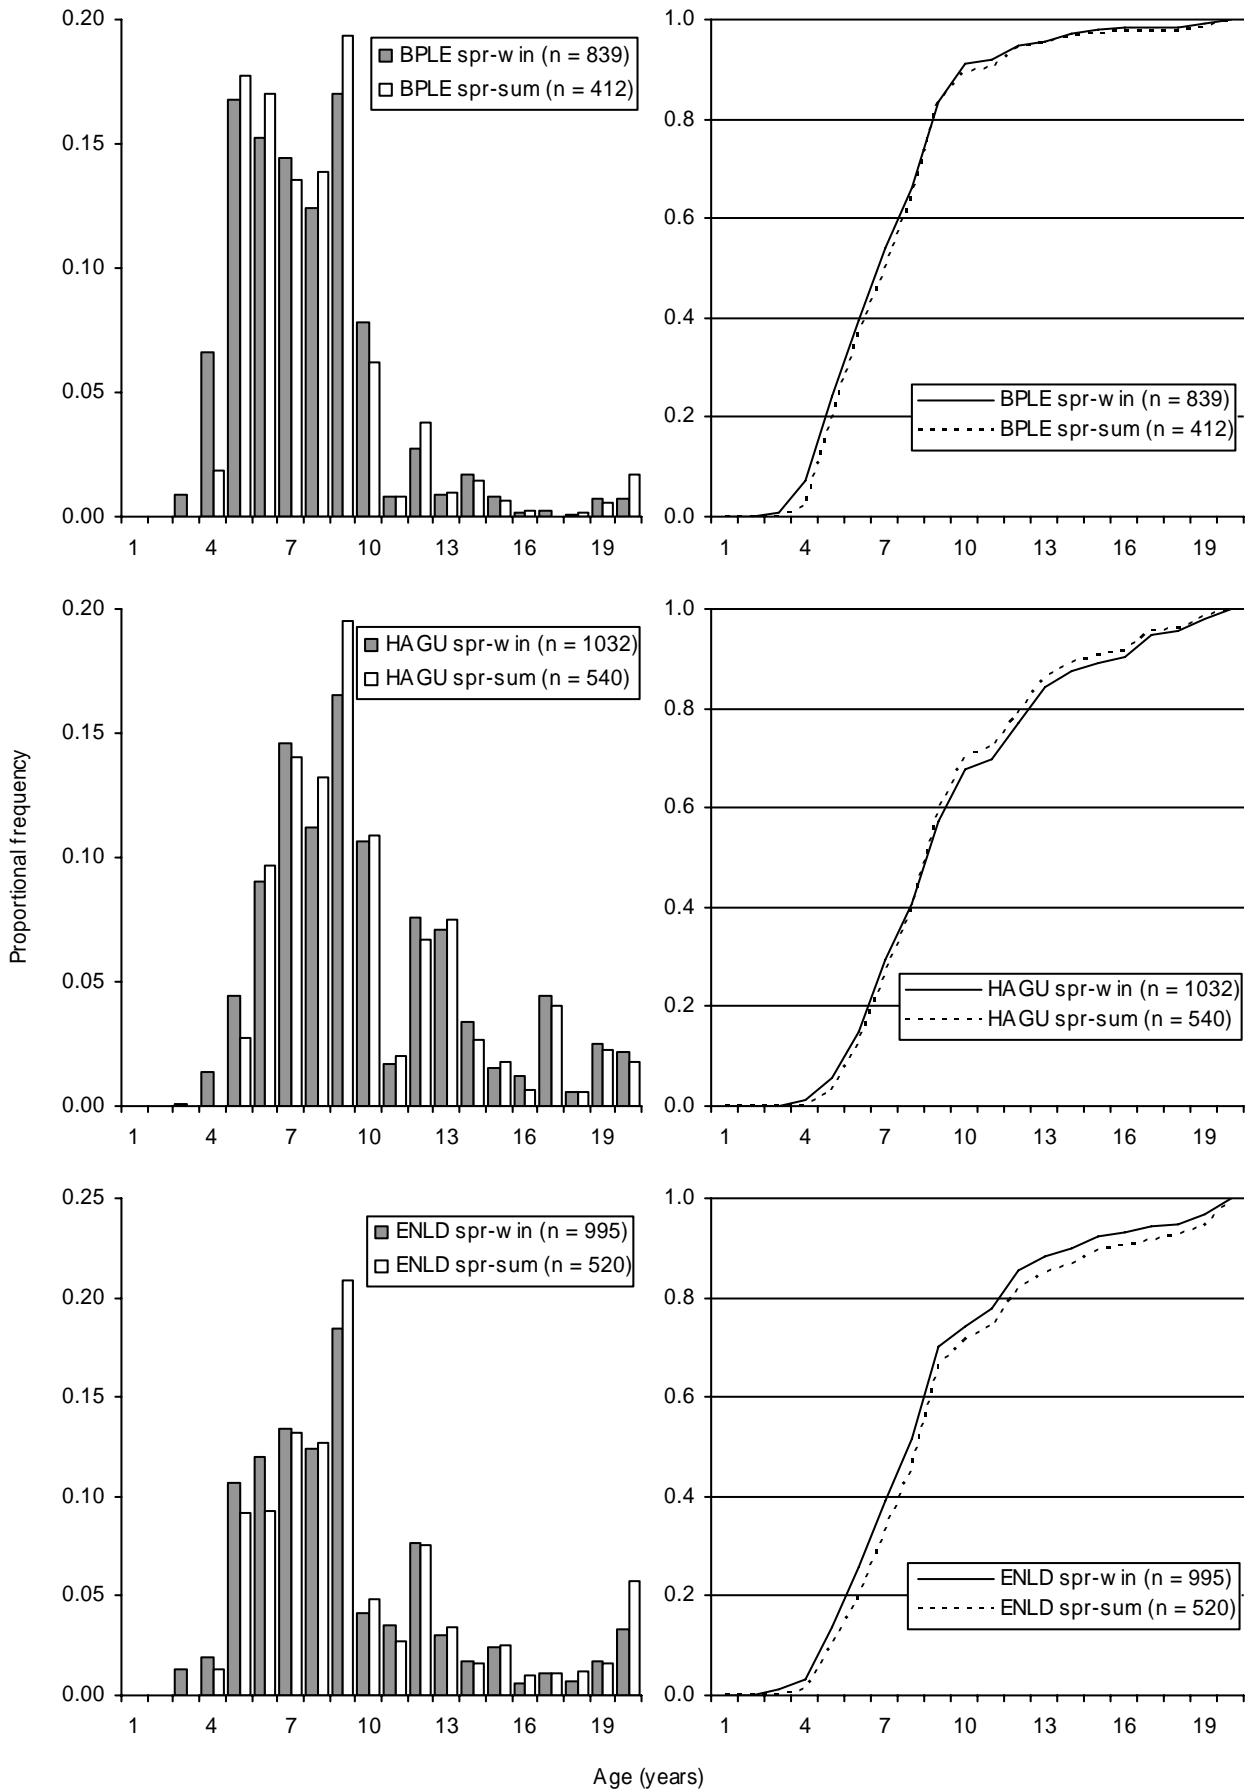 0.20
0.15
0.10
0.05
0.00
BPLE spr-win (n = 839)
BPLE spr-sum (n = 412)
1 4 7 10 13 16 19
1.0
0.8
0.6
0.4
0.2
0.0
BPLE spr-win (n = 839)
BPLE spr-sum (n = 412)
1 4 7 10 13 16 19
Proportional frequency
0.20
0.15
0.10
0.05
0.00
HAGU spr-win (n = 1032)
HAGU spr-sum (n = 540)
1 4 7 10 13 16 19
1.0
0.8
0.6
0.4
0.2
0.0
HAGU spr-win (n = 1032)
HAGU spr-sum (n = 540)
1 4 7 10 13 16 19
0.25
0.20
0.15
0.10
0.05
0.00
ENLD spr-win (n = 995)
ENLD spr-sum (n = 520)
1 4 7 10 13 16 19
1.0
0.8
0.6
0.4
0.2
0.0
ENLD spr-win (n = 995)
ENLD spr-sum (n = 520)
1 4 7 10 13 16 19
Age (years)